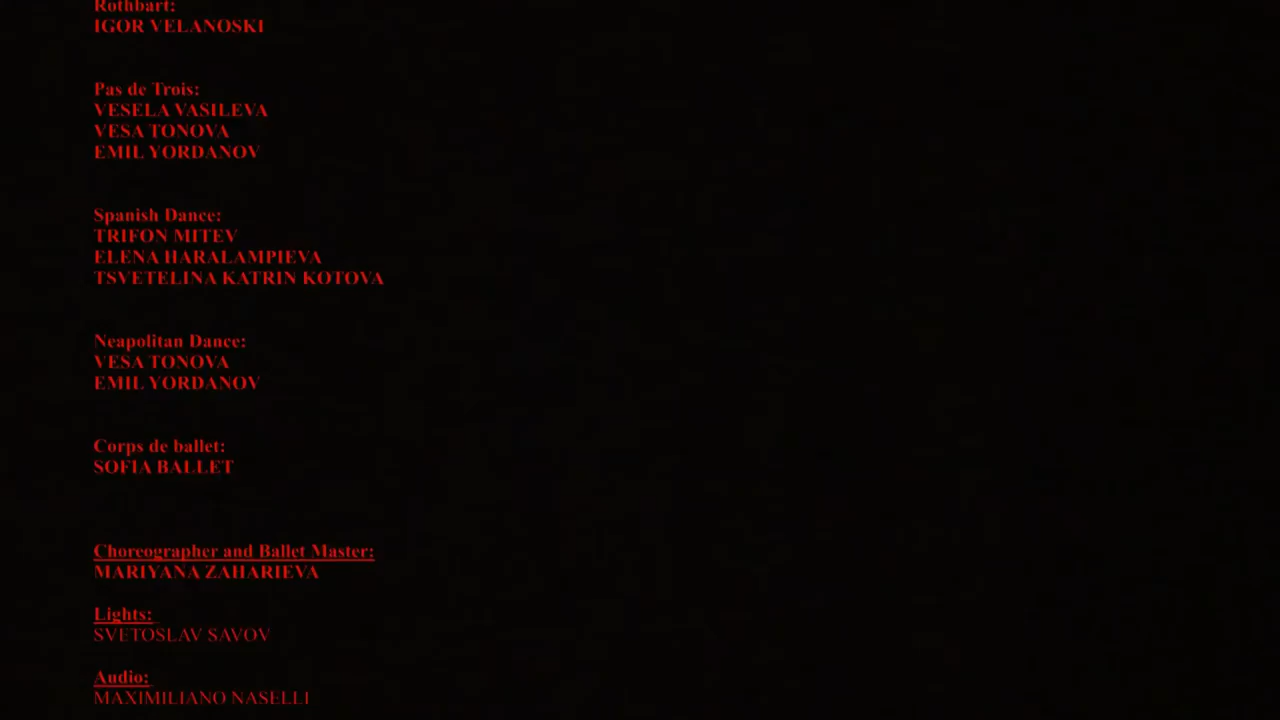 Rothbart:
IGOR VELANOSKI
Pas de Trois:
VESELA VASILEVA
VESA TONOVA
EMIL YORDANOV
Spanish Dance:
TRIFON MITEV
ELENA HARALAMPIEVA
TSVETELINA KATRIN KOTOVA
Neapolitan Dance:
VESA TONOVA
EMIL YORDANOV
Corps de ballet:
SOFIA BALLET
Choreographer and Ballet Master:
MARIYANA ZAHARIEVA
Lights:
SVETOSLAV SAVOV
Audio:
MAXIMILIANO NASELLI